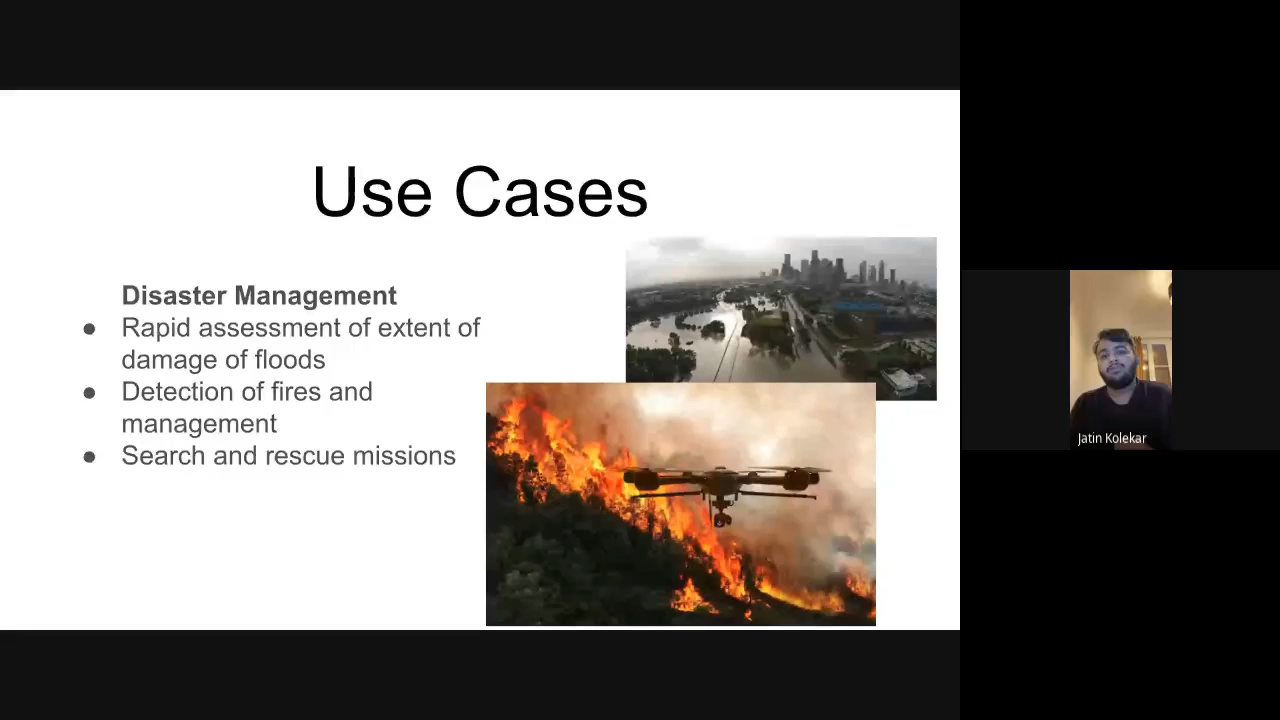 Use Cases
Disaster Management
● Rapid assessment of extent of
damage of floods
● Detection of fires and
management
● Search and rescue missions
Jatin Kolekar